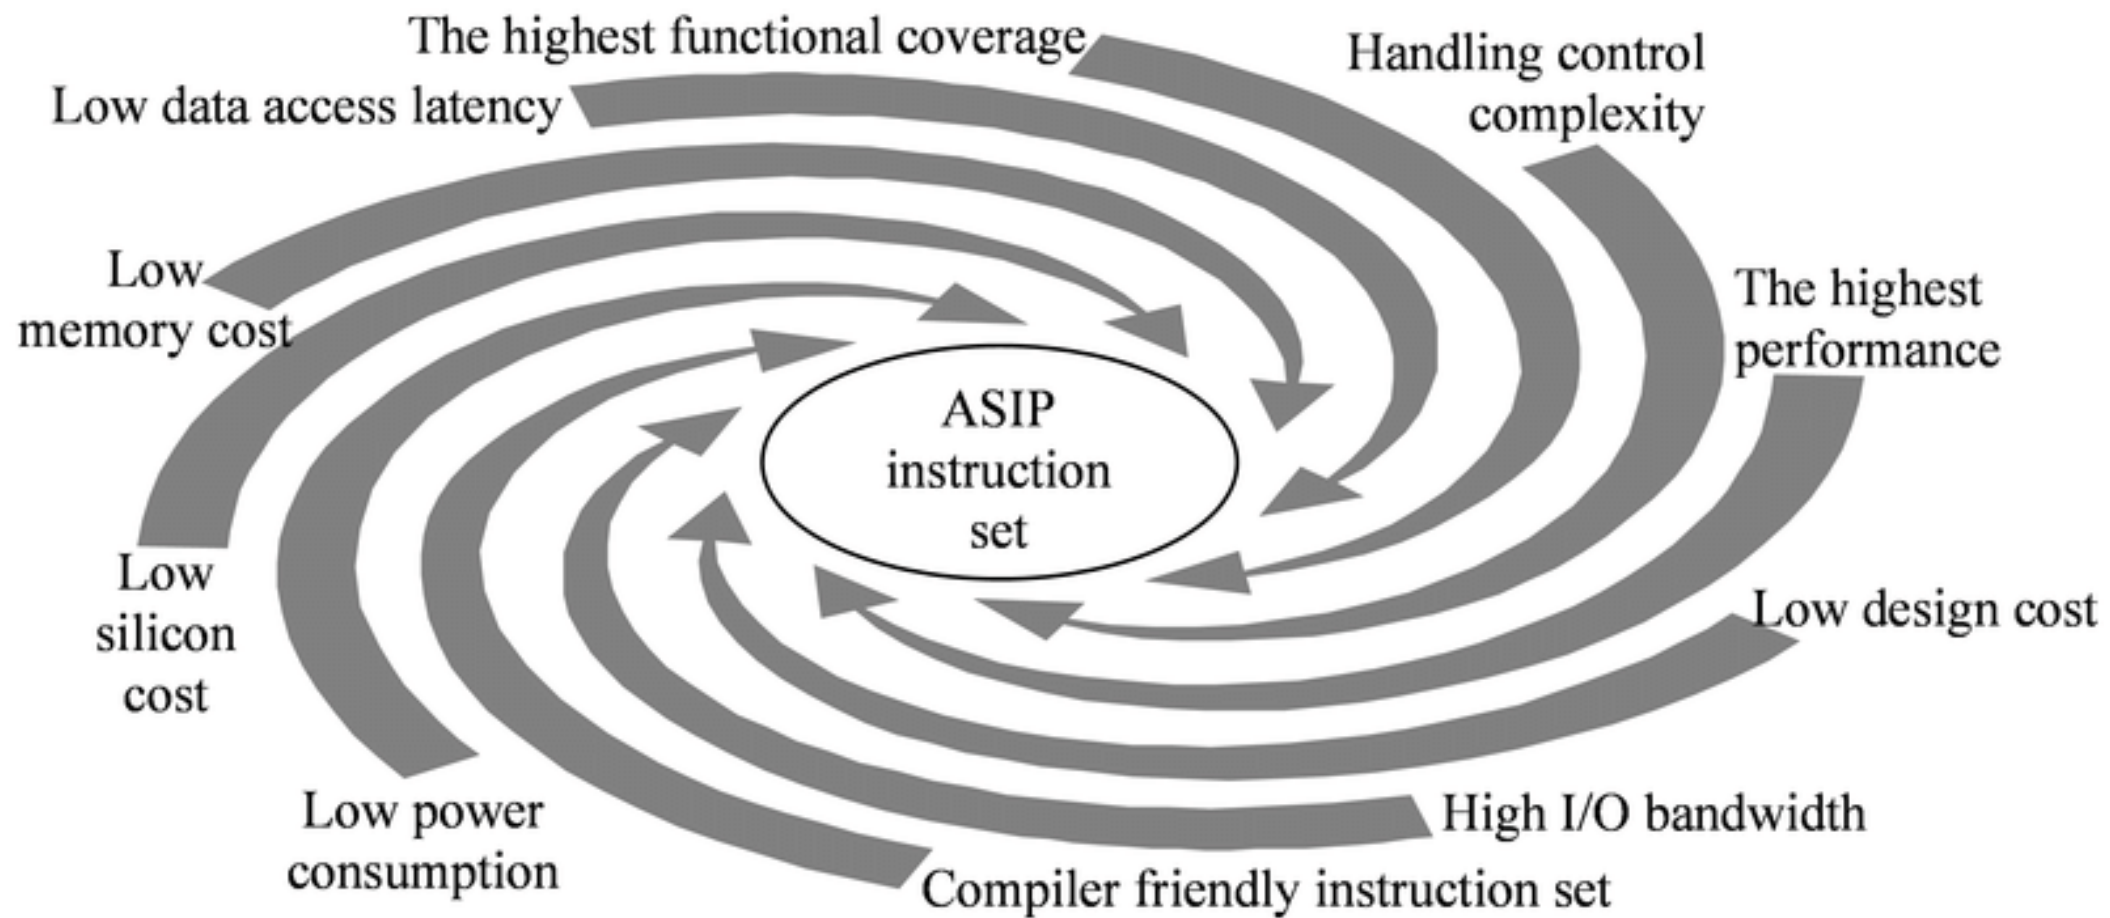 The highest functional coverage
Handling control
complexity
Low data access latency
Low
memory cost
The highest
performance
ASIP
instruction
set
Low
silicon
cost
Low design cost
Low power
consumption
High I/O bandwidth
Compiler friendly instruction set